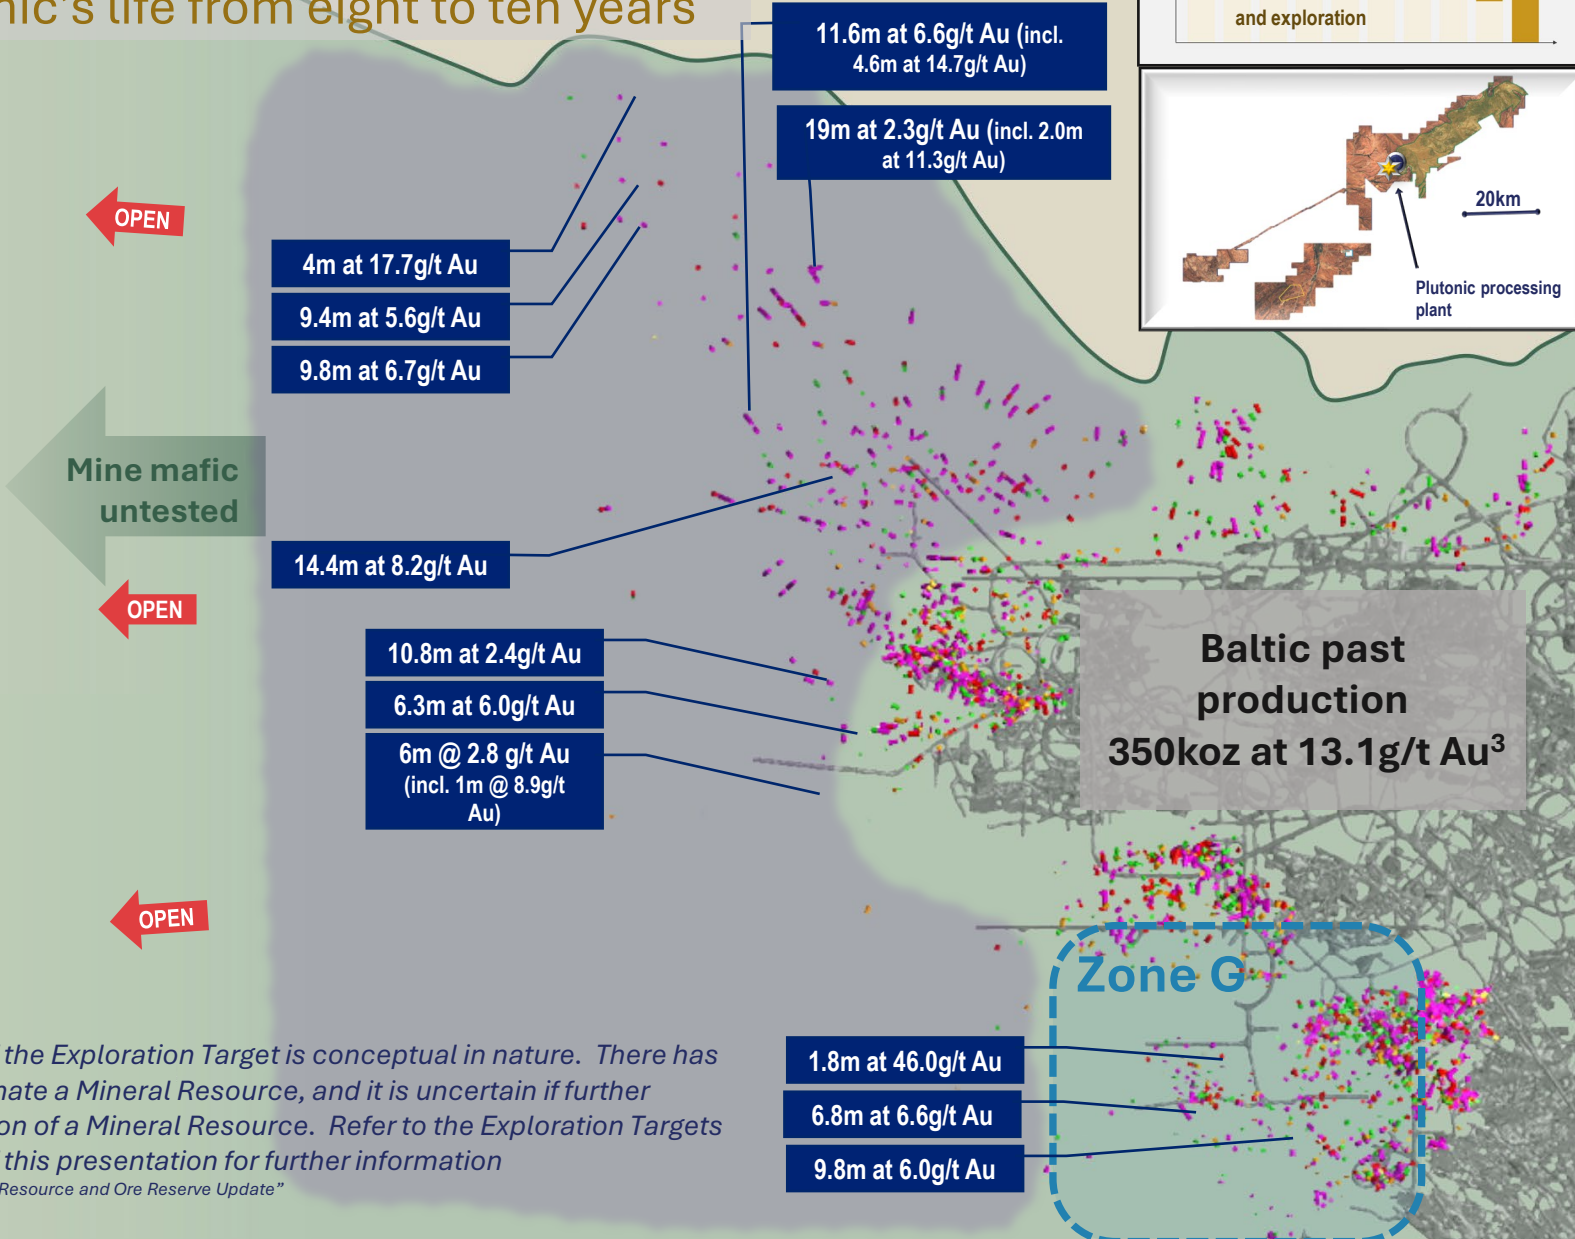 nic's life from eight to ten years
11.6m at 6.6g/t Au (incl.
4.6m at 14.7g/t Au)
and exploration
19m at 2.3g/t Au (incl. 2.0m
at 11.3g/t Au)
20km
Plutonic processing
plant
OPEN
4m at 17.7g/t Au
9.4m at 5.6g/t Au
9.8m at 6.7g/t Au
Mine mafic
untested
14.4m at 8.2g/t Au
OPEN
10.8m at 2.4g/t Au
6.3m at 6.0g/t Au
6m @ 2.8 g/t Au
(incl. 1m @ 8.9g/t
Au)
Baltic past
production
350koz at 13.1g/t Au³
OPEN
Zone G
the Exploration Target is conceptual in nature. There has
nate a Mineral Resource, and it is uncertain if further
on of a Mineral Resource. Refer to the Exploration Targets
this presentation for further information
Resource and Ore Reserve Update”
1.8m at 46.0g/t Au
6.8m at 6.6g/t Au
9.8m at 6.0g/t Au